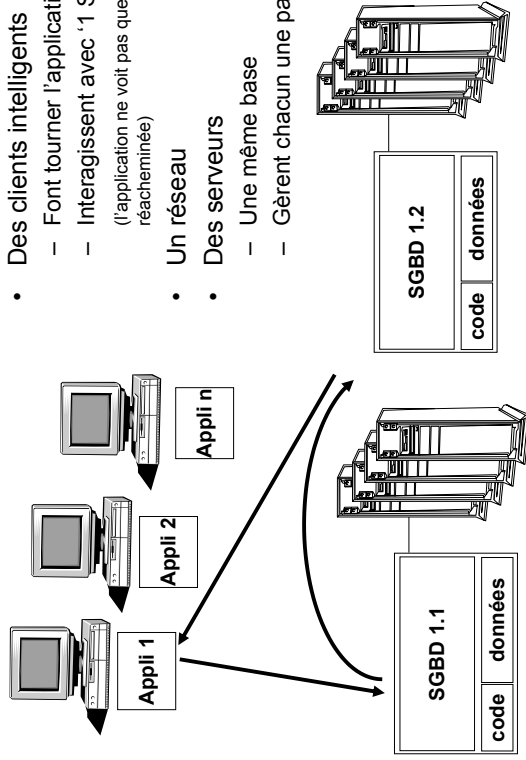 • Des clients intelligents
– Font tourner l'applicati
– Interagissent avec '1 S
(l'application ne voit pas que
réacheminée)
• Un réseau
• Des serveurs
– Une même base
– Gèrent chacun une pa
Appli 1
Appli 2
Appli n
SGBD 1.1
code
données
SGBD 1.2
code
données